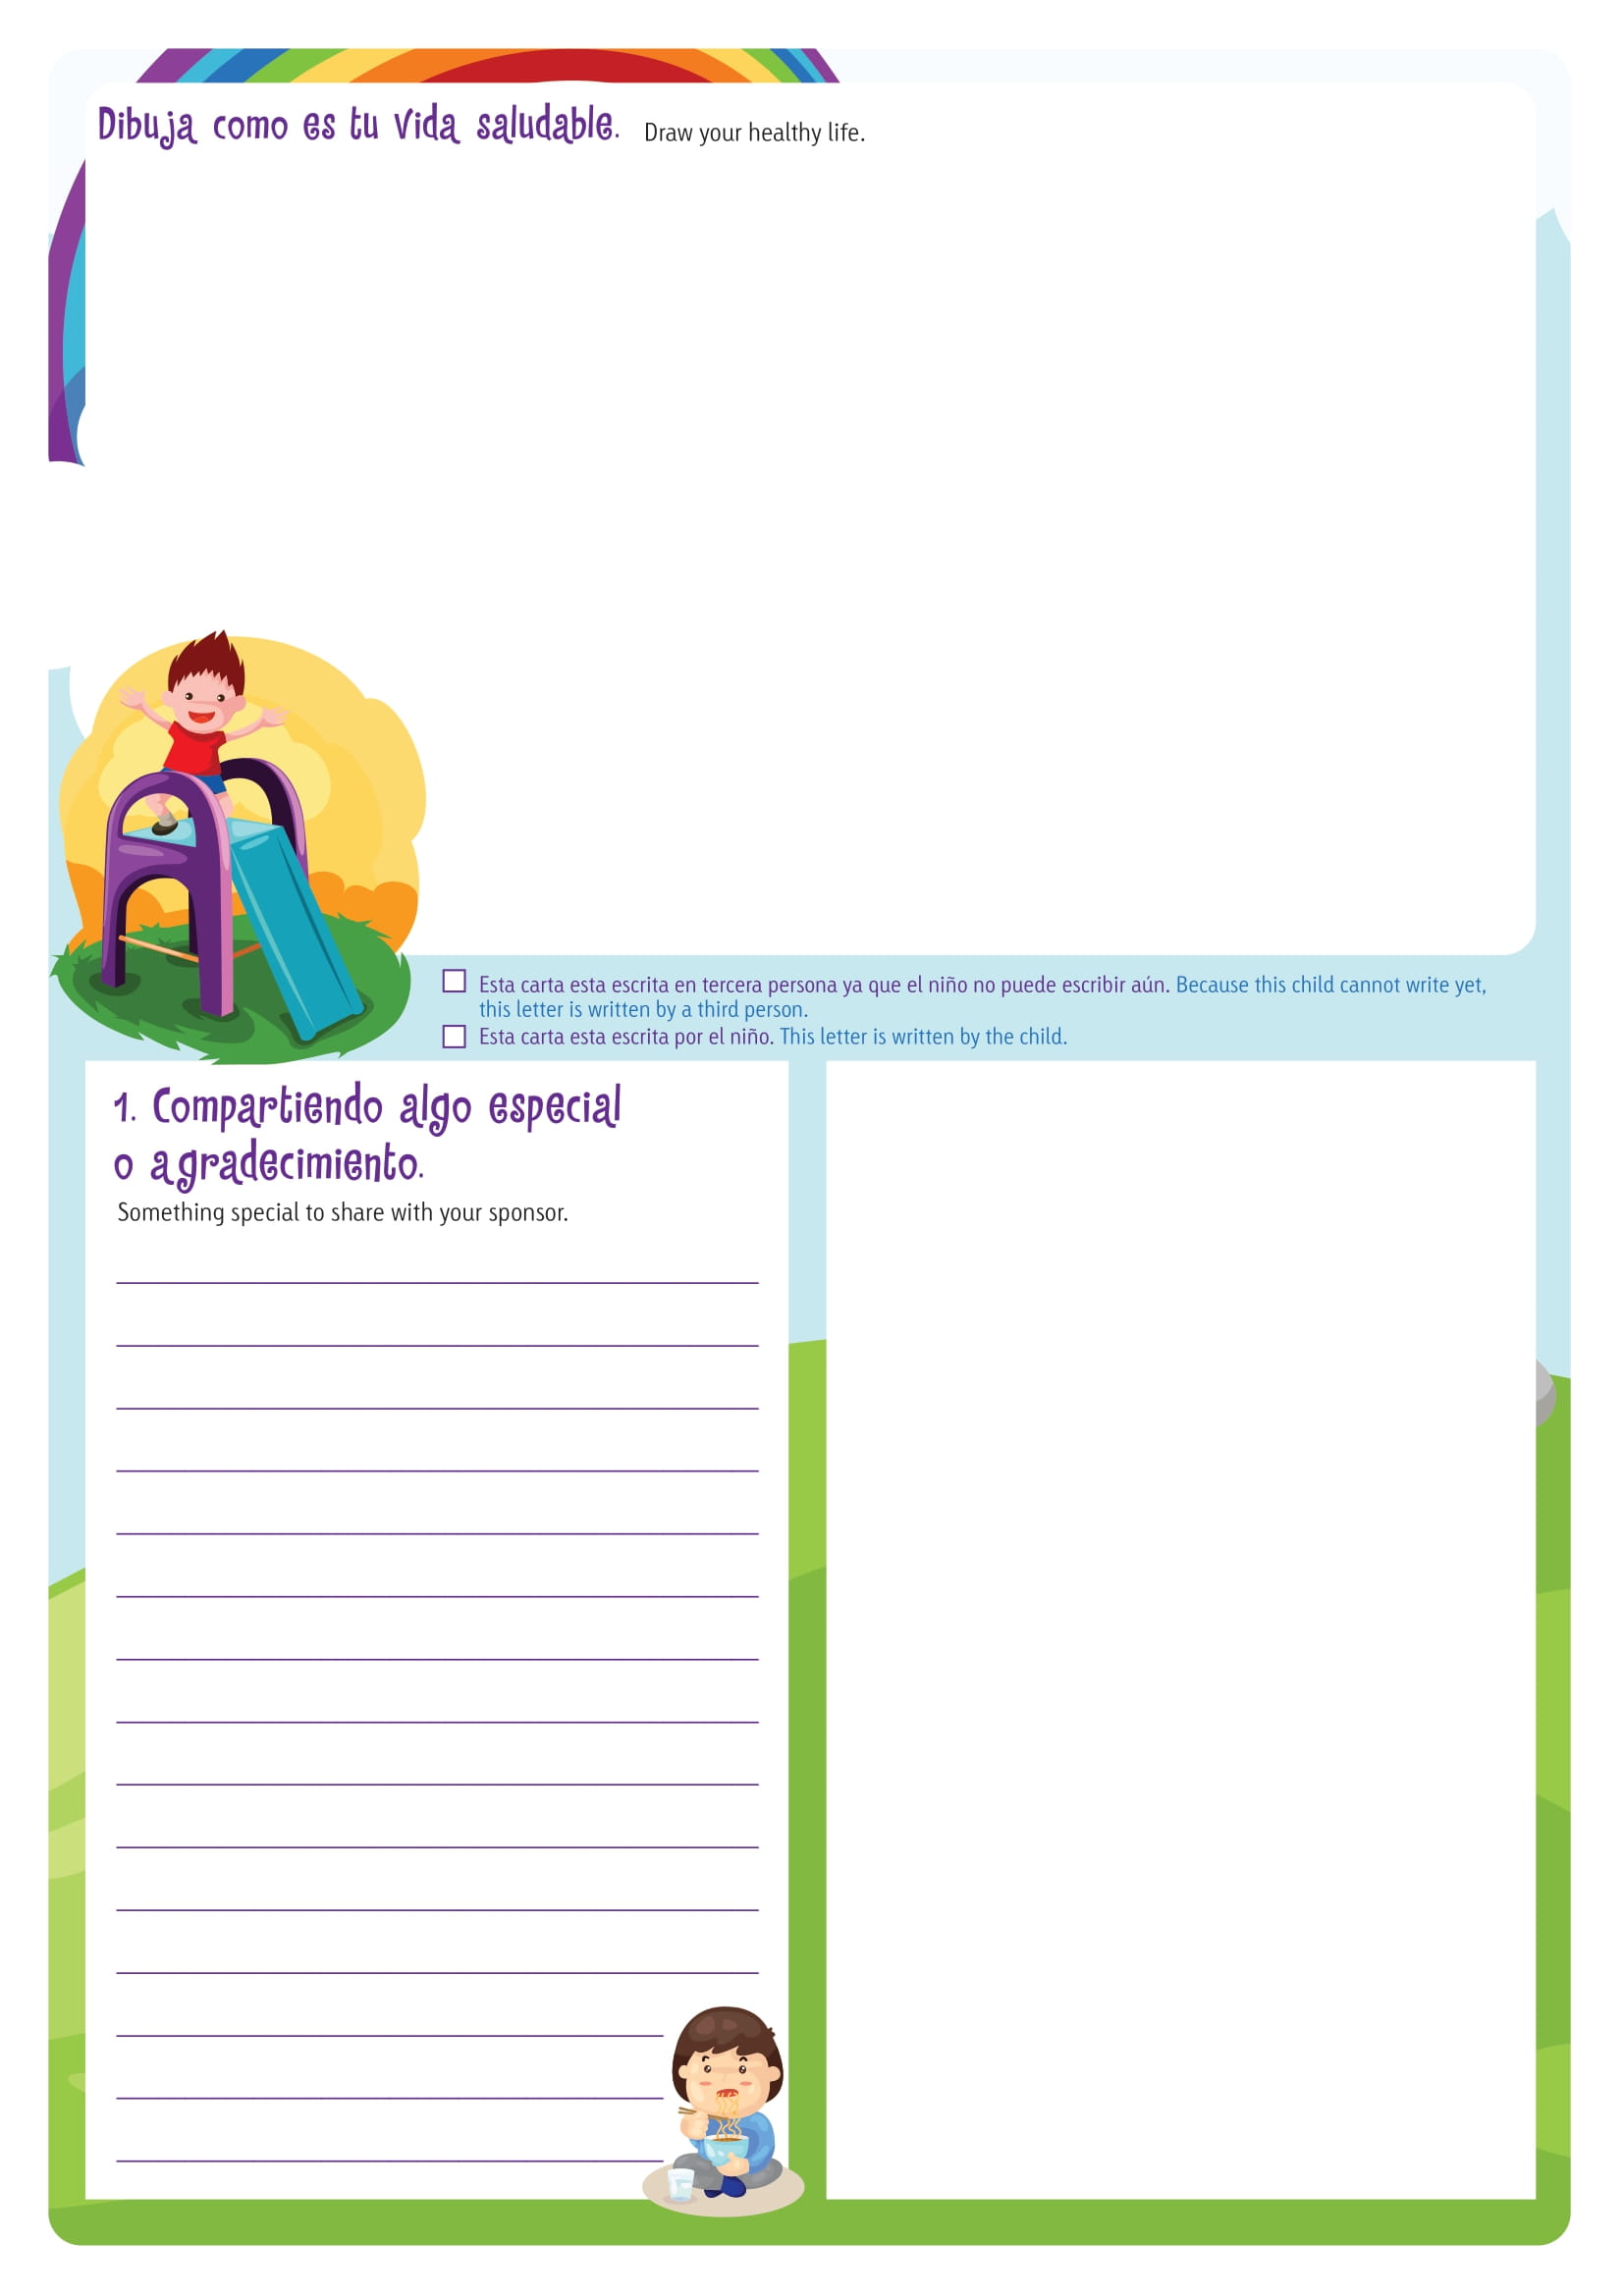 Dibuja como es tu vida saludable. Draw your healthy life.
Esta carta esta escrita en tercera persona ya que el niño no puede escribir aún. Because this child cannot write yet,
this letter is written by a third person.
Esta carta esta escrita por el niño. This letter is written by the child.
1. Compartiendo algo especial
o agradecimiento.
Something special to share with your sponsor.